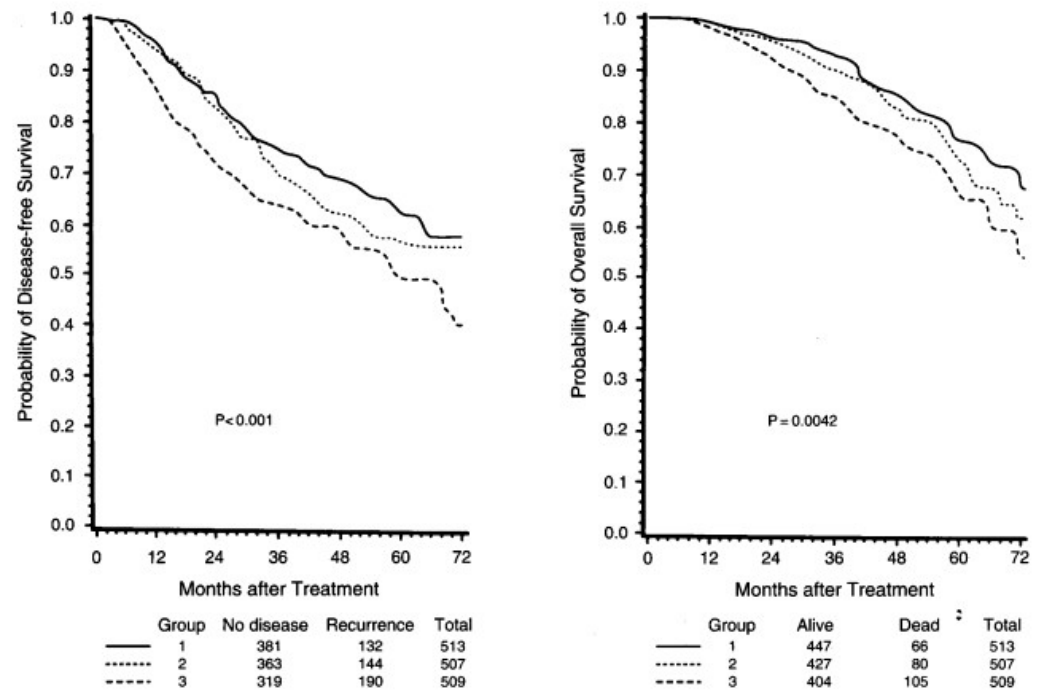 Probability of Disease-free Survival
1.0
0.9
0.8
0.7
0.6
0.5
0.4
0.3
0.2
0.1
0.0
P< 0.001
0 12 24 36 48 60 72
Months after Treatment
Group No disease Recurrence Total
1 381 132 513
2 363 144 507
3 319 190 509
Probability of Overall Survival
1.0
0.9
0.8
0.7
0.6
0.5
0.4
0.3
0.2
0.1
0.0
P = 0.0042
0 12 24 36 48 60 72
Months after Treatment
Group Alive Dead Total
1 447 66 513
2 427 80 507
3 404 105 509